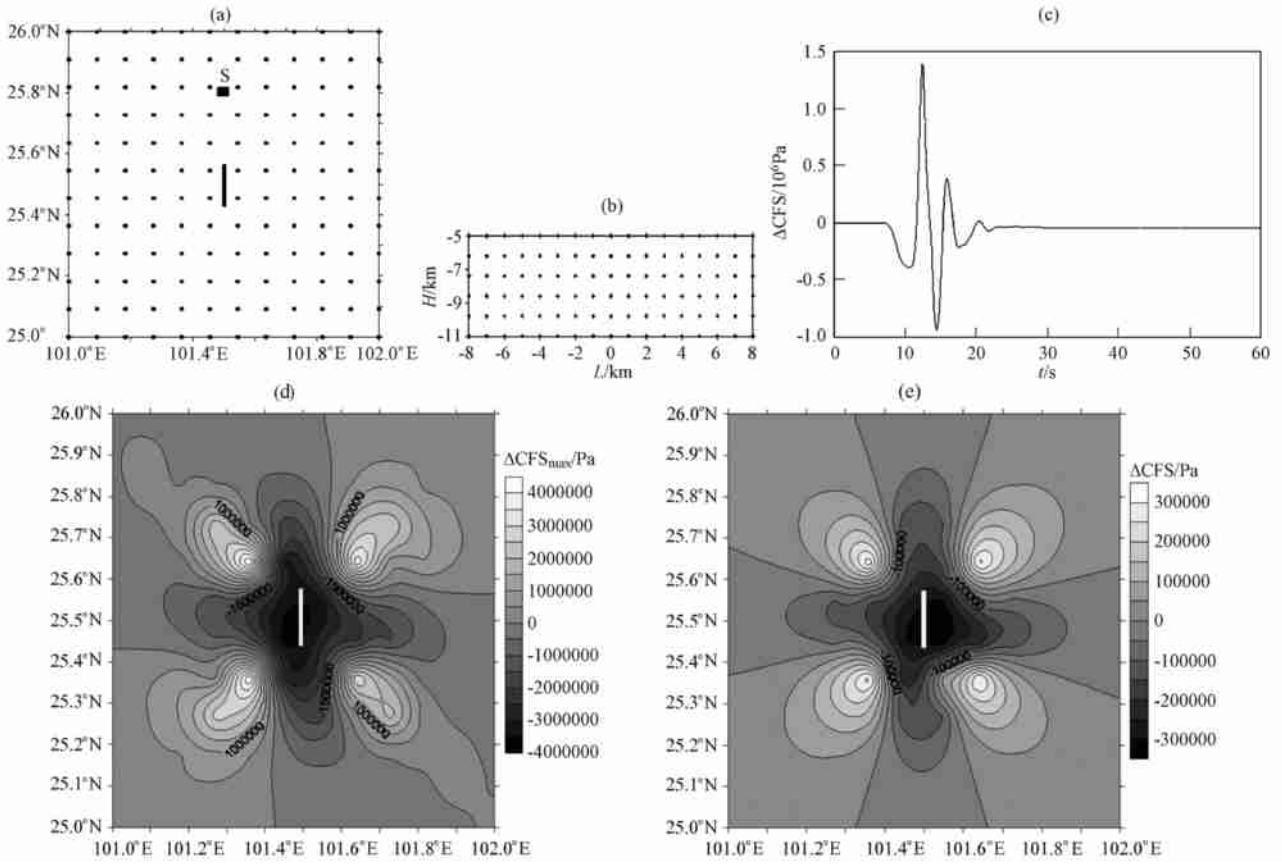 (a)
26.0°N
25.8°N
25.6°N
25.4°N
25.2°N
25.0°
S
101.0°E
101.4°E
101.8°E
102.0°E
(b)
H/km
-5
-7
-9
-11
-8
-6
-4
-2
0
2
4
6
8
L/km
(c)
ΔCFS/10⁶Pa
1.5
1.0
0.5
0
-0.5
-1.0
0
10
20
30
40
50
60
t/s
(d)
26.0°N
25.9°N
25.8°N
25.7°N
25.6°N
25.5°N
25.4°N
25.3°N
25.2°N
25.1°N
25.0°N
101.0°E
101.2°E
101.4°E
101.6°E
101.8°E
102.0°E
1000000
1000000
-1500000
1000000
1000000
ΔCFSmax/Pa
4000000
3000000
2000000
1000000
0
-1000000
-2000000
-3000000
-4000000
(e)
26.0°N
25.9°N
25.8°N
25.7°N
25.6°N
25.5°N
25.4°N
25.3°N
25.2°N
25.1°N
25.0°N
101.0°E
101.2°E
101.4°E
101.6°E
101.8°E
102.0°E
-100000
-100000
-100000
-100000
ΔCFS/Pa
300000
200000
100000
0
-100000
-200000
-300000